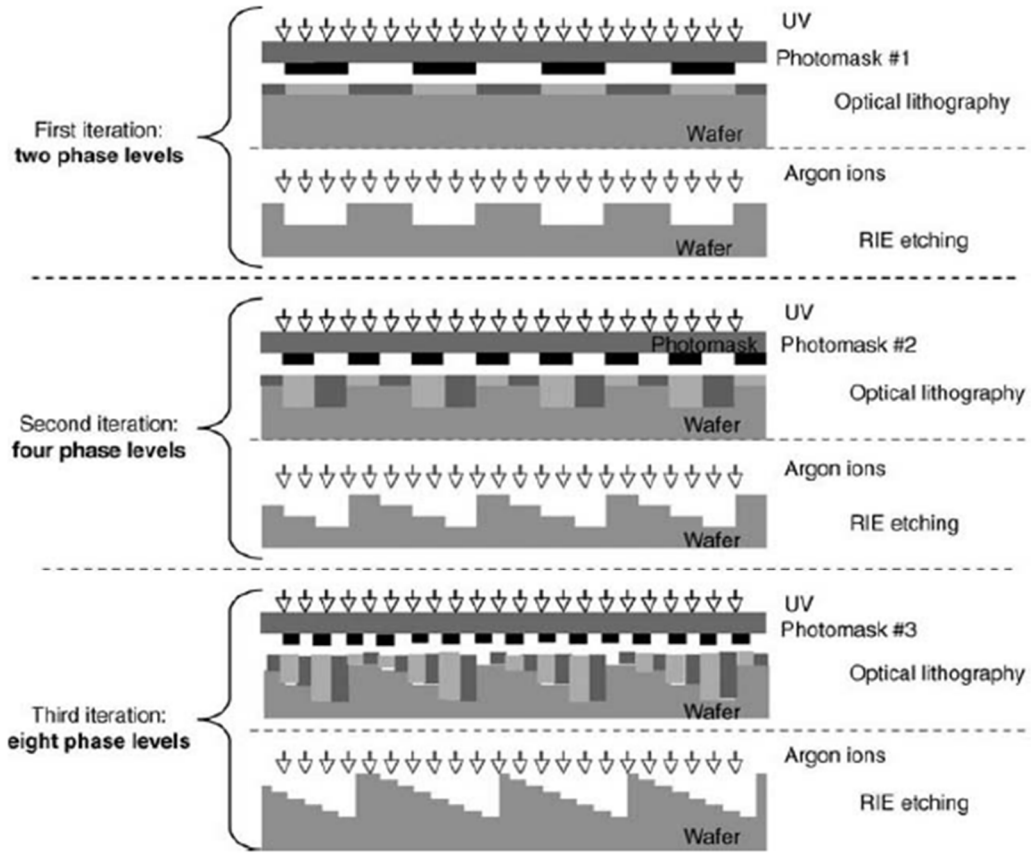 UV
Photomask #1
Optical lithography
Wafer
First iteration:
two phase levels
Argon ions
RIE etching
Wafer
UV
Photomask
Photomask #2
Optical lithography
Wafer
Second iteration:
four phase levels
Argon ions
RIE etching
Wafer
UV
Photomask #3
Optical lithography
Wafer
Third iteration:
eight phase levels
Argon ions
RIE etching
Wafer